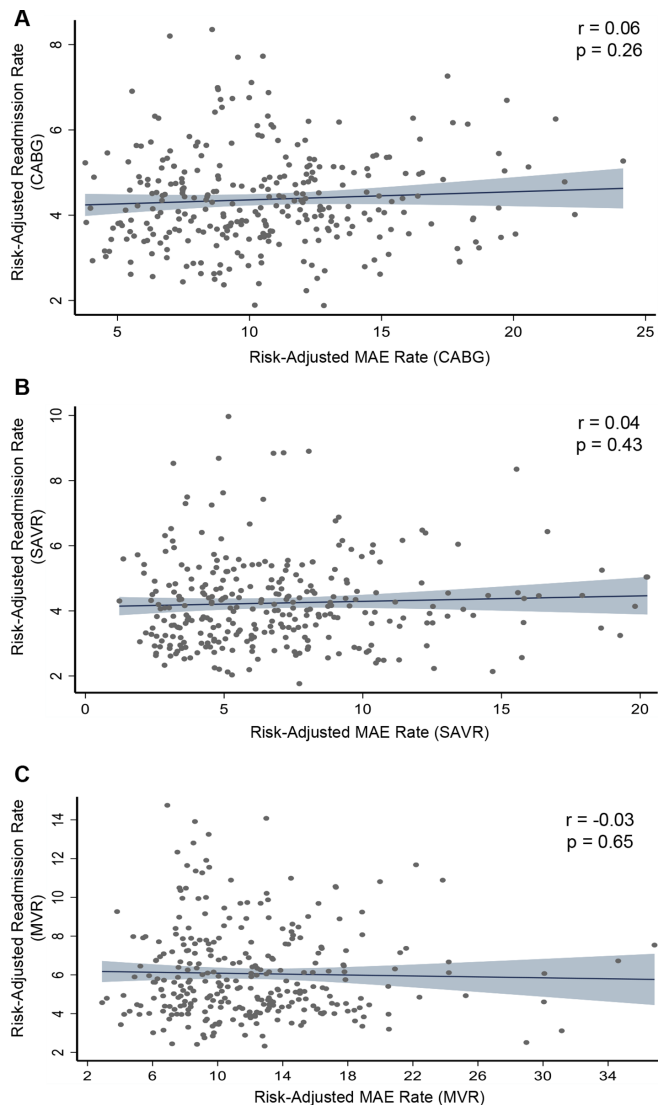 A
r = 0.06
p = 0.26
Risk-Adjusted Readmission Rate
(CABG)
8
6
4
2
5
10
15
20
25
Risk-Adjusted MAE Rate (CABG)
B
r = 0.04
p = 0.43
Risk-Adjusted Readmission Rate
(SAVR)
10
8
6
4
2
0
5
10
15
20
Risk-Adjusted MAE Rate (SAVR)
C
r = -0.03
p = 0.65
Risk-Adjusted Readmission Rate
(MVR)
14
12
10
8
6
4
2
2
6
10
14
18
22
26
30
34
Risk-Adjusted MAE Rate (MVR)